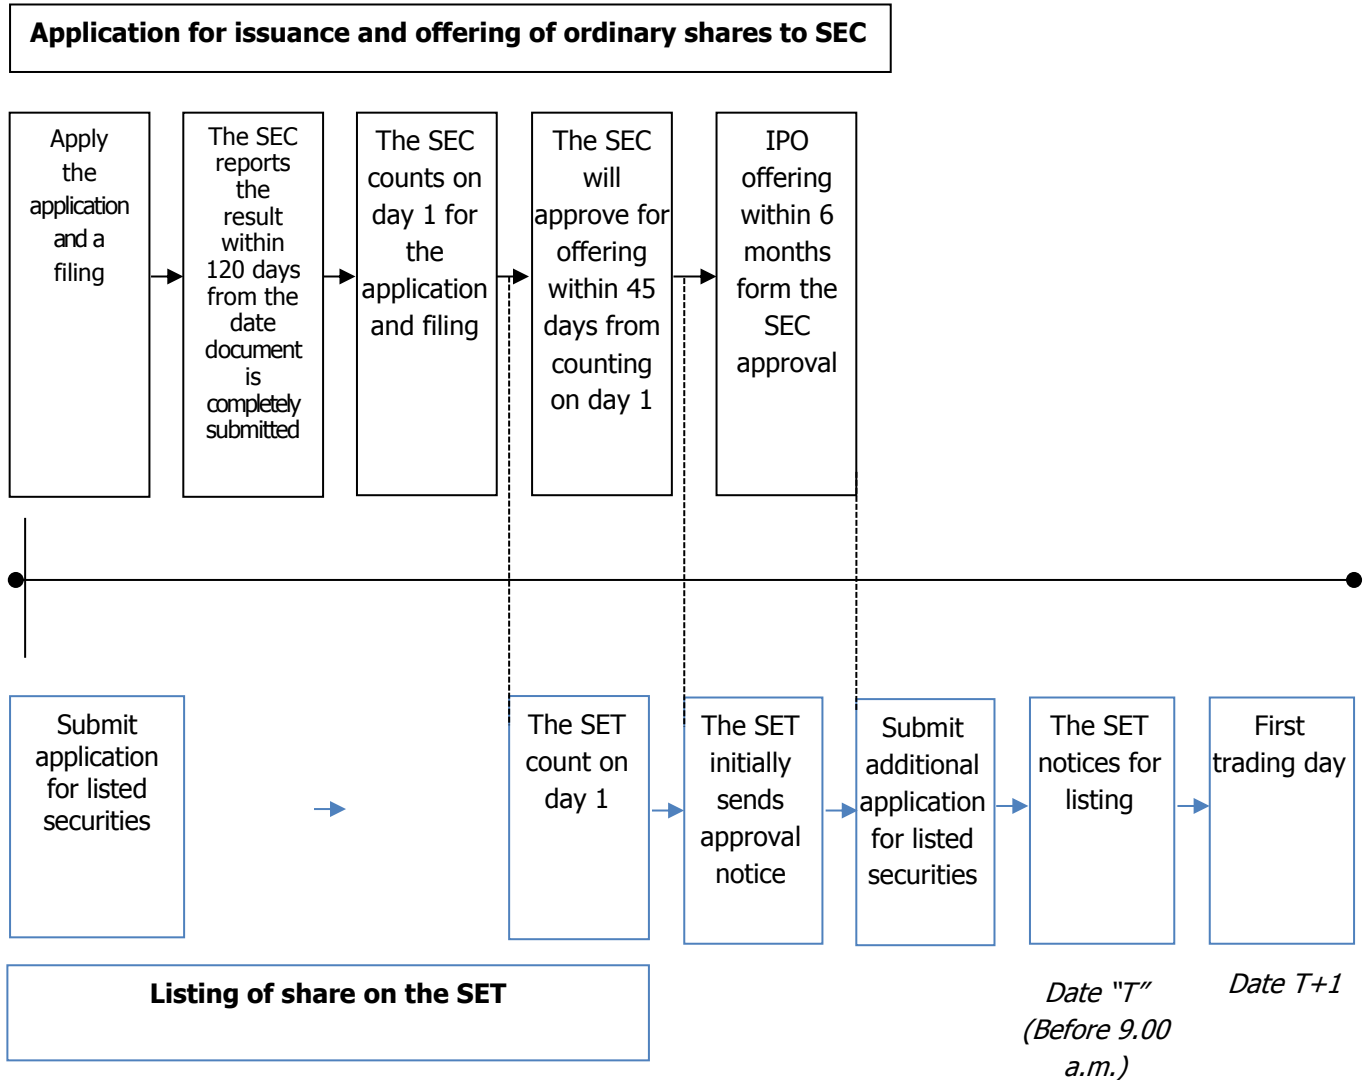 Application for issuance and offering of ordinary shares to SEC
Apply
the
application
and a
filing
The SEC
reports
the
result
within
120 days
from the
date
document
is
completely
submitted
The SEC
counts on
day 1 for
the
application
and filing
The SEC
will
approve for
offering
within 45
days from
counting
on day 1
IPO
offering
within 6
months
form the
SEC
approval
Submit
application
for listed
securities
The SET
count on
day 1
The SET
initially
sends
approval
notice
Submit
additional
application
for listed
securities
The SET
notices for
listing
First
trading day
Listing of share on the SET
Date “T”
(Before 9.00
a.m.)
Date T+1